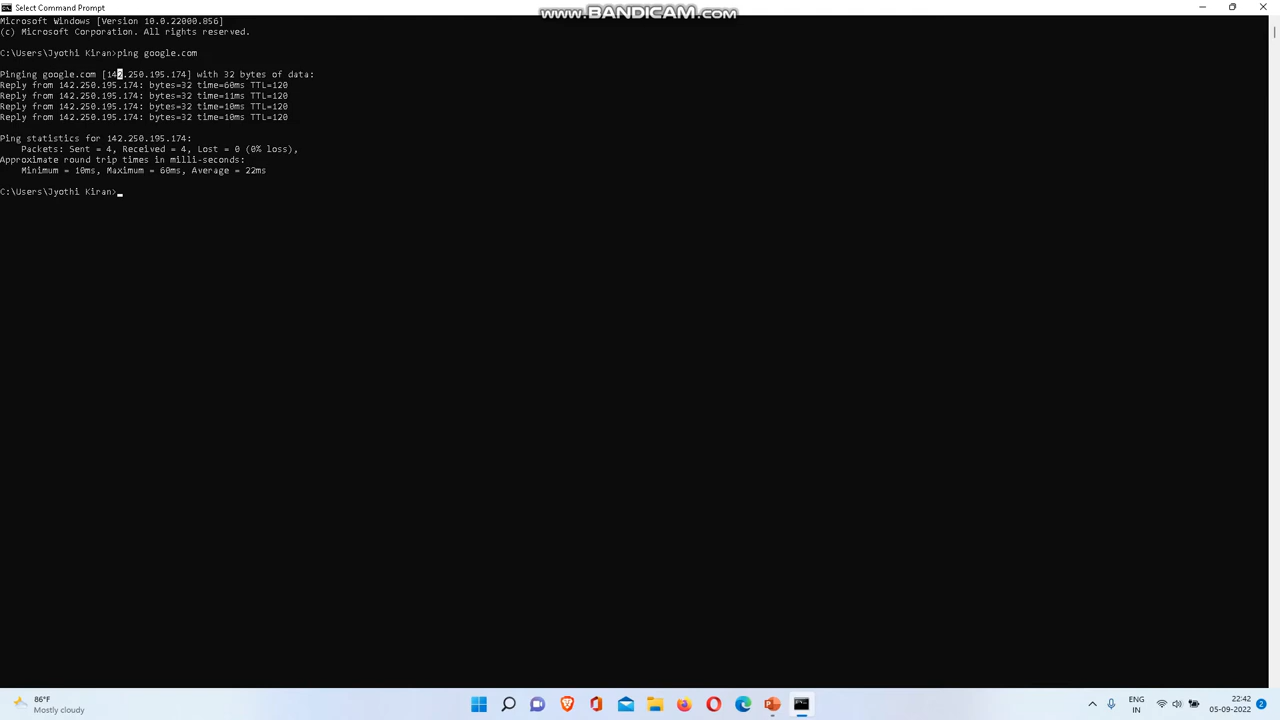 Select Command Prompt
www.BANDICAM.com
Microsoft Windows [Version 10.0.22000.856]
(c) Microsoft Corporation. All rights reserved.
C:\Users\Jyothi Kiran>ping google.com
Pinging google.com [142.250.195.174] with 32 bytes of data:
Reply from 142.250.195.174: bytes=32 time=60ms TTL=120
Reply from 142.250.195.174: bytes=32 time=11ms TTL=120
Reply from 142.250.195.174: bytes=32 time=10ms TTL=120
Reply from 142.250.195.174: bytes=32 time=10ms TTL=120
Ping statistics for 142.250.195.174:
Packets: Sent = 4, Received = 4, Lost = 0 (0% loss),
Approximate round trip times in milli-seconds:
Minimum = 10ms, Maximum = 60ms, Average = 22ms
C:\Users\Jyothi Kiran>
86°F
Mostly cloudy
ENG
IN
22:42
05-09-2022
2